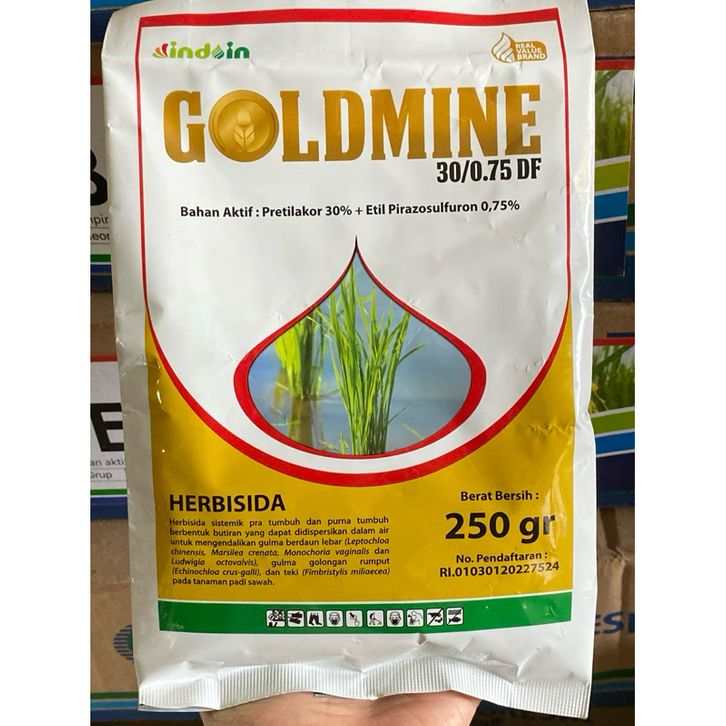 indoin
REAL
VALUE
BRAND
GOLDMINE
30/0.75 DF
Bahan Aktif : Pretilakor 30% + Etil Pirazosulfuron 0,75%
HERBISIDA
Herbisida sistemik pra tumbuh dan purna tumbuh
berbentuk butiran yang dapat didispersikan dalam air
untuk mengendalikan gulma berdaun lebar (Leptochloa
chinensis, Marsilea crenata, Monochoria vaginalis dan
Ludwigia octovalvis), gulma golongan rumput
(Echinochloa crus-galli), dan teki (Fimbristylis miliaecea)
pada tanaman padi sawah.
Berat Bersih :
250 gr
No. Pendaftaran :
RI.01030120227524